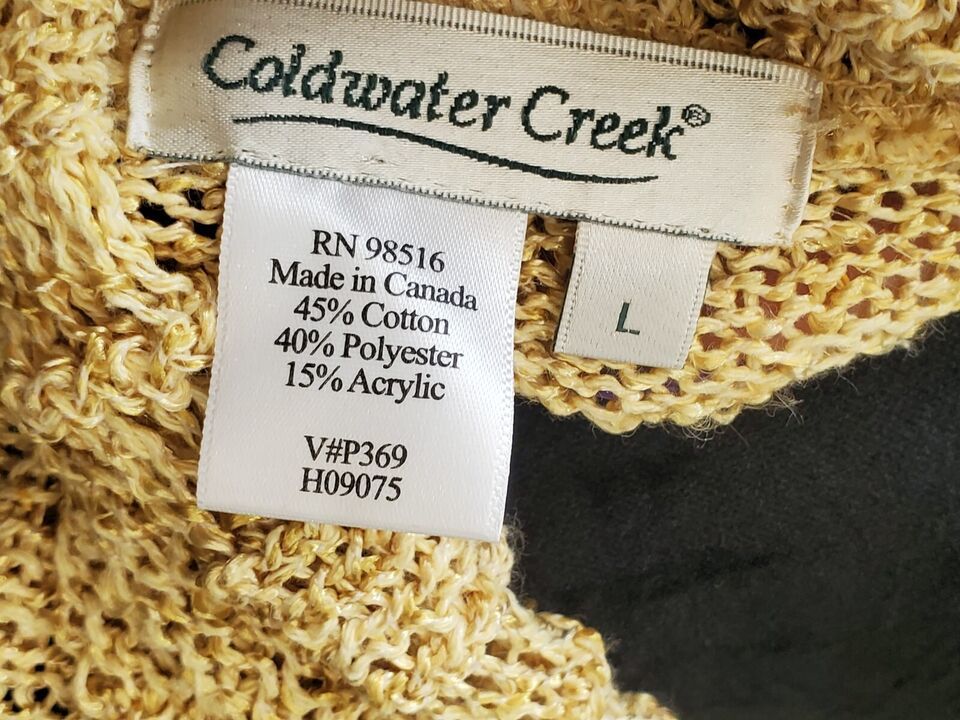 Coldwater Creek®
RN 98516
Made in Canada
45% Cotton
40% Polyester
15% Acrylic
V#P369
H09075
L